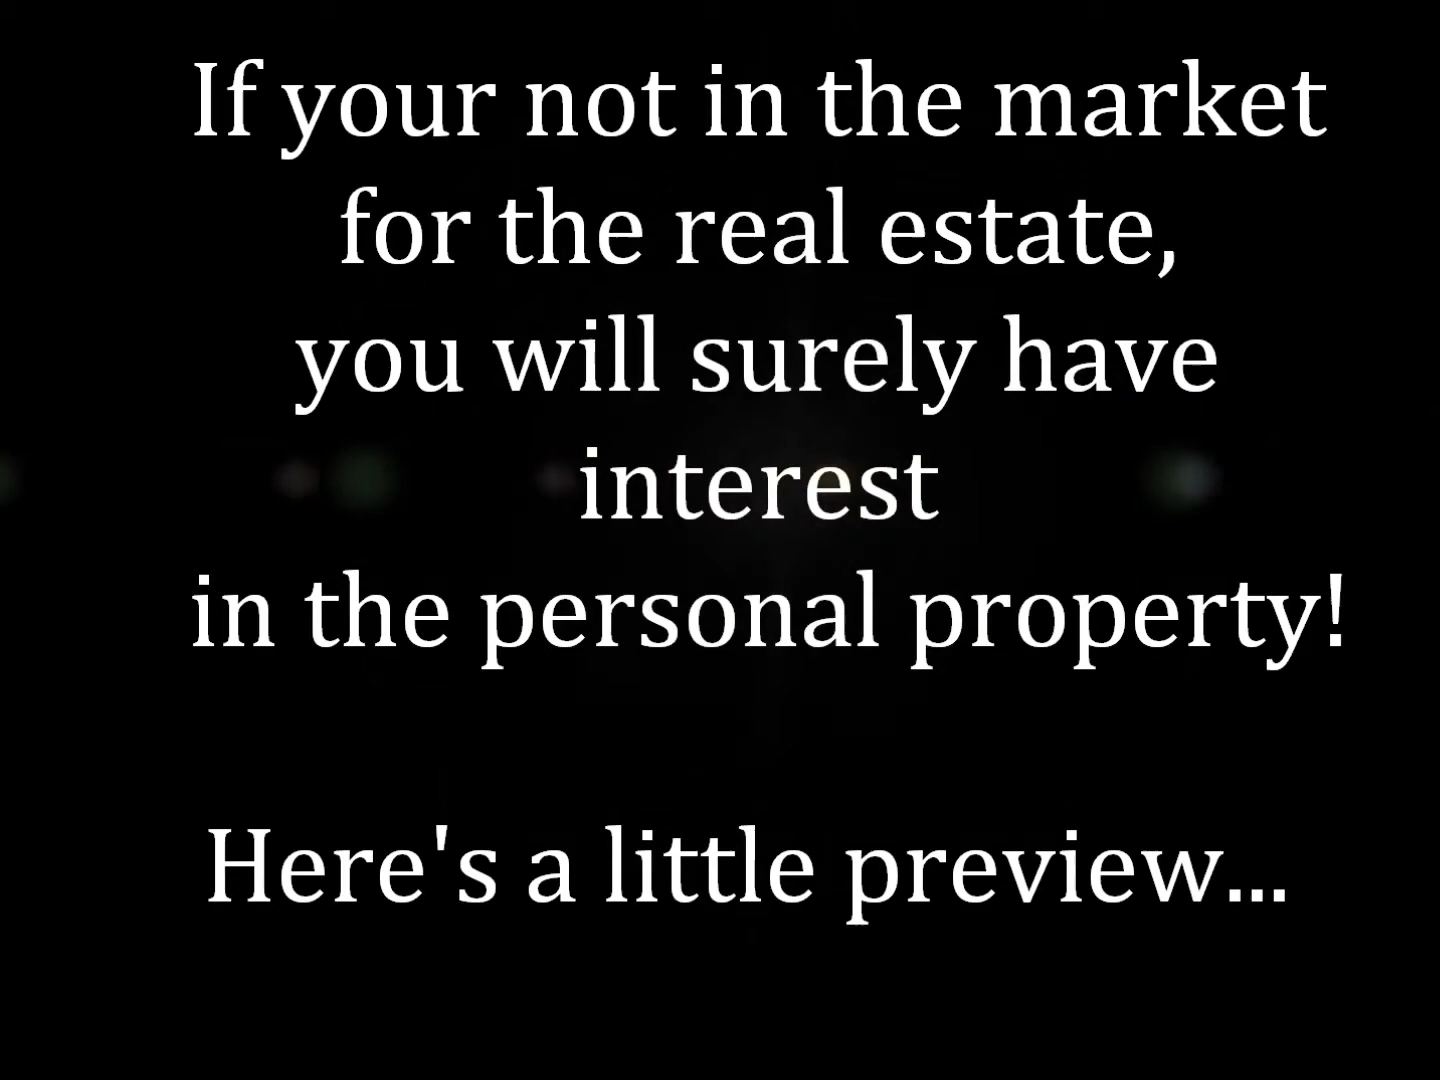 If your not in the market
for the real estate,
you will surely have
interest
in the personal property!
Here's a little preview...